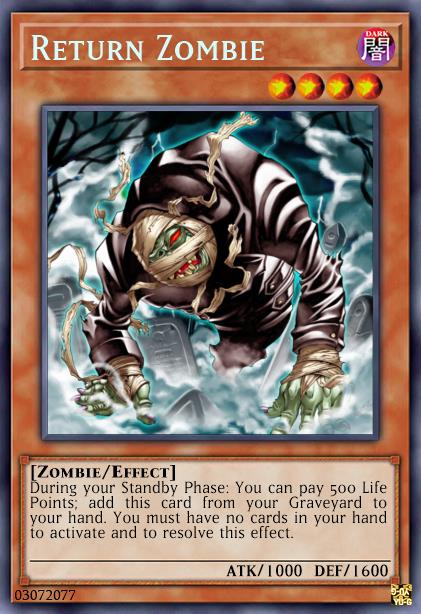 Return Zombie
DARK
闇
[Zombie/Effect]
During your Standby Phase: You can pay 500 Life
Points; add this card from your Graveyard to
your hand. You must have no cards in your hand
to activate and to resolve this effect.
ATK/1000 DEF/1600
03072077